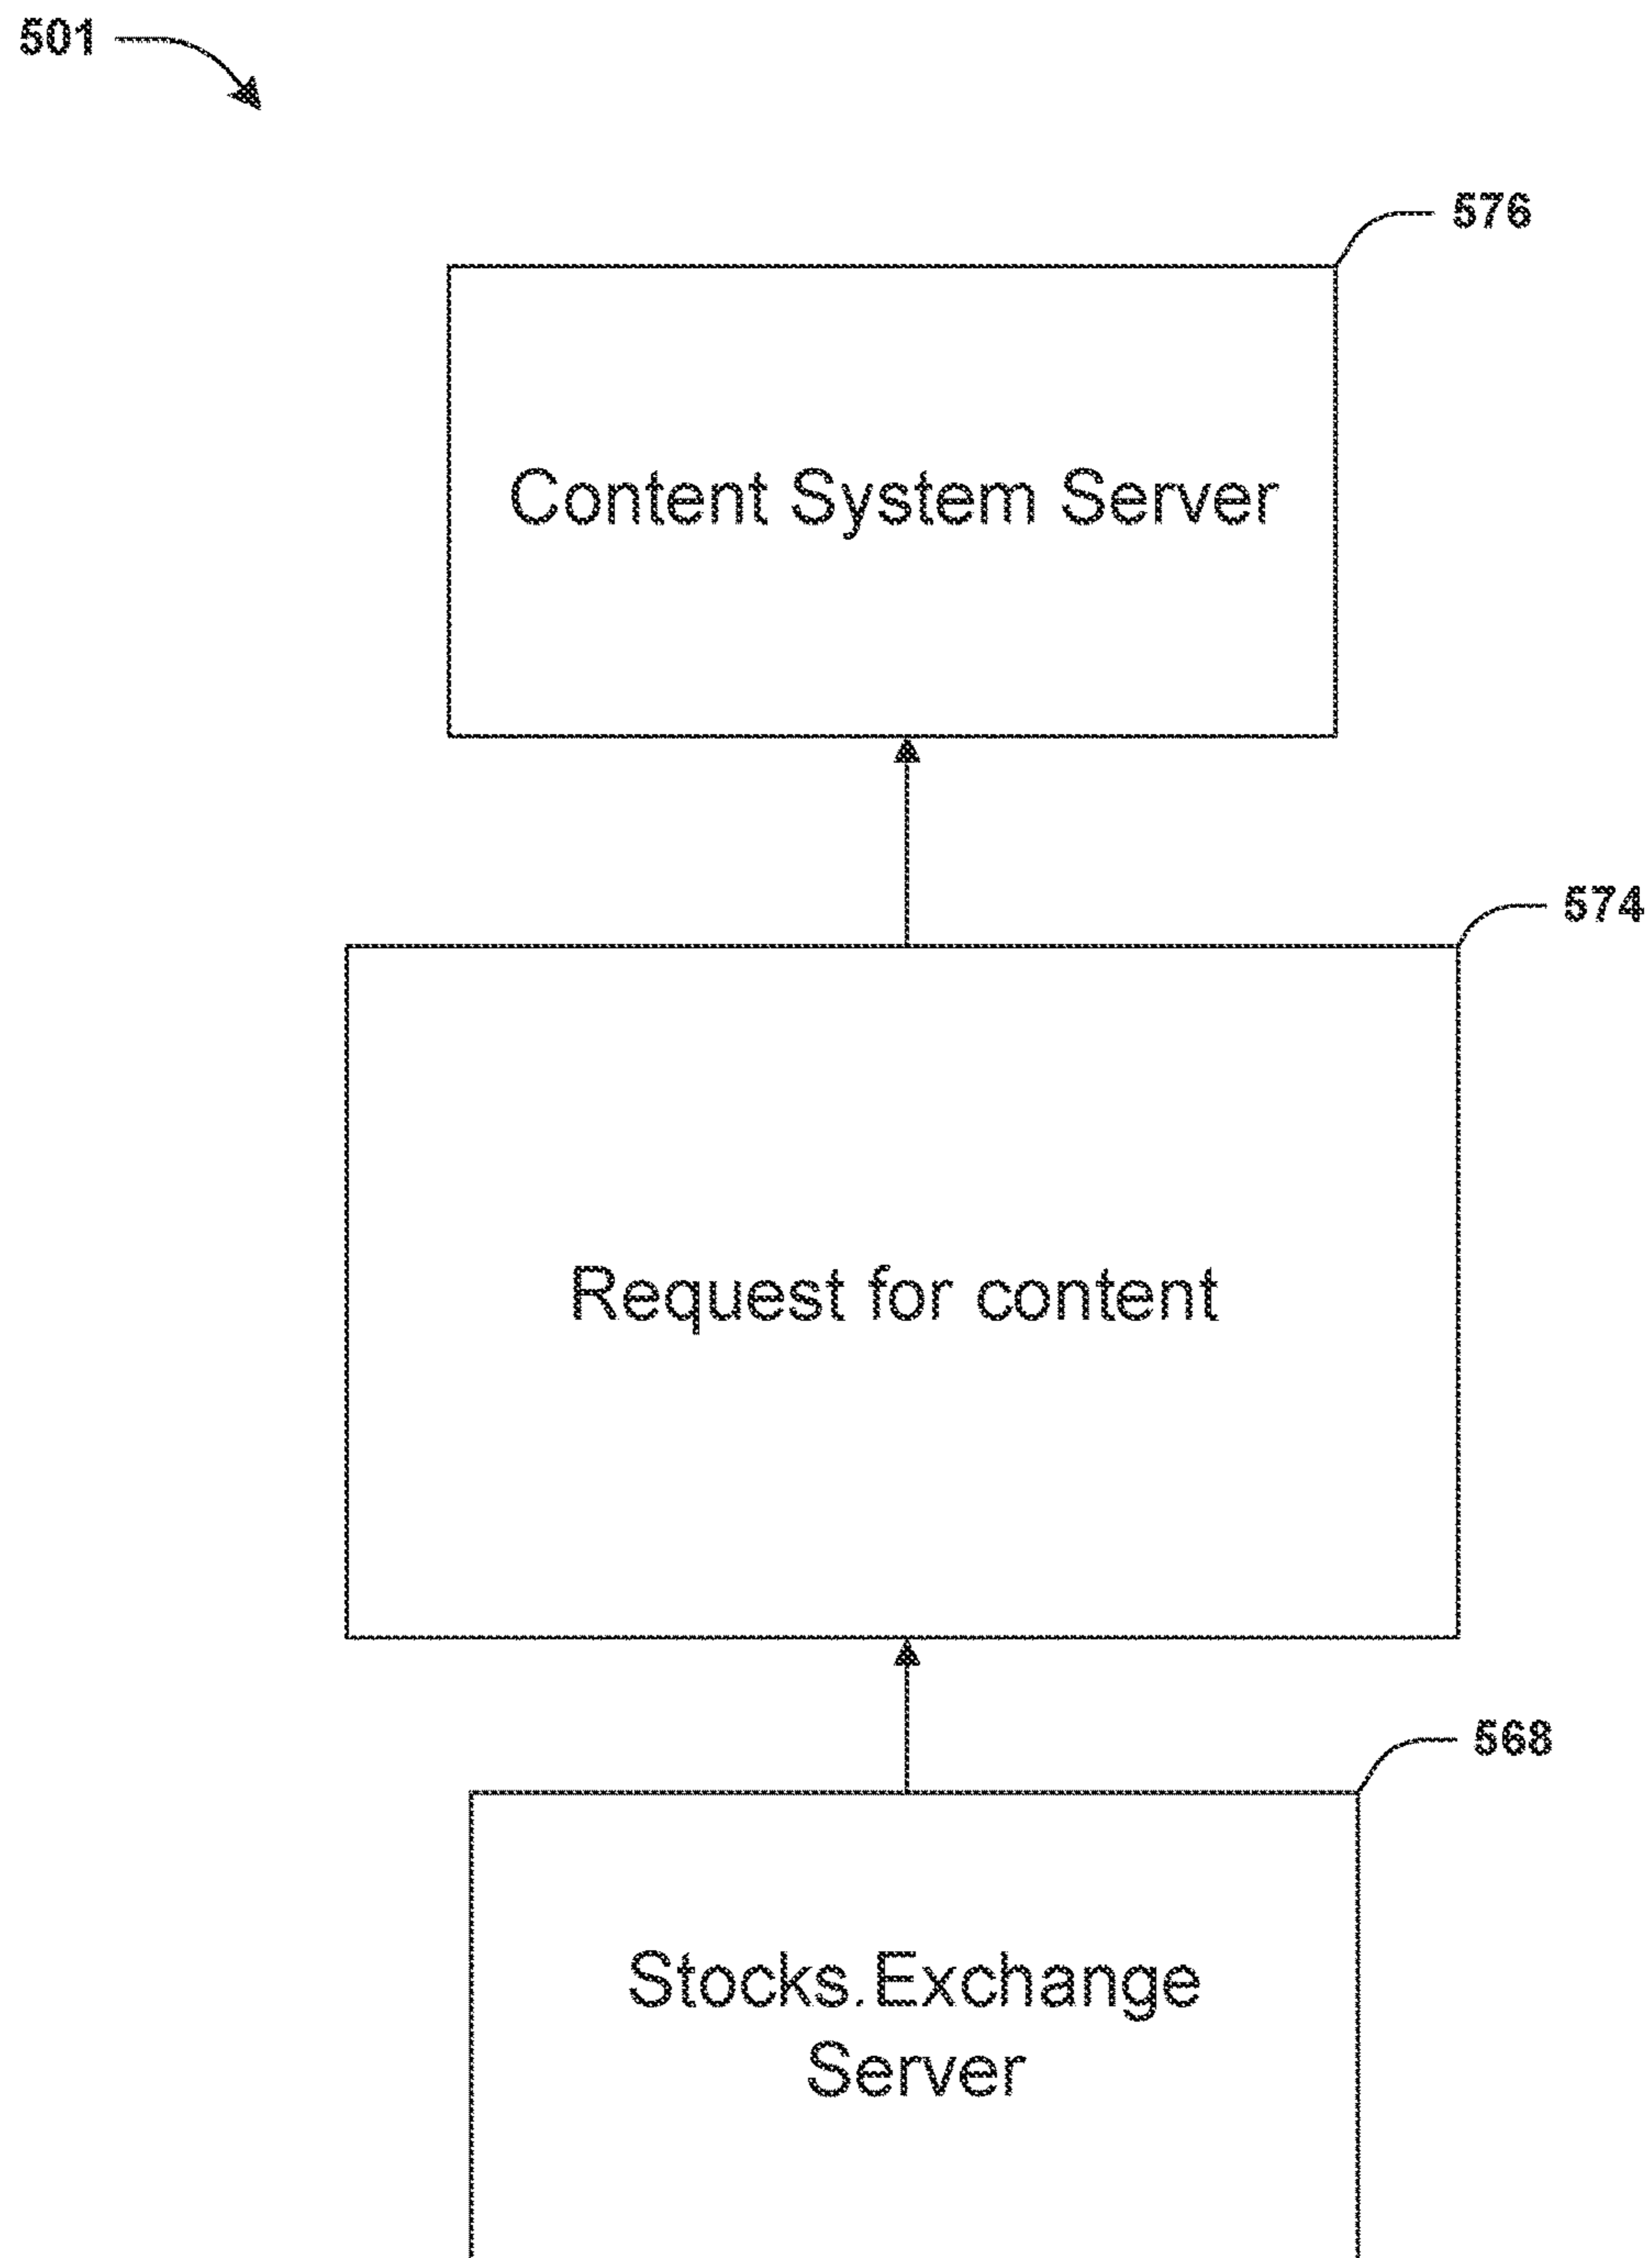 501
576
Content System Server
574
Request for content
568
Stocks.Exchange
Server